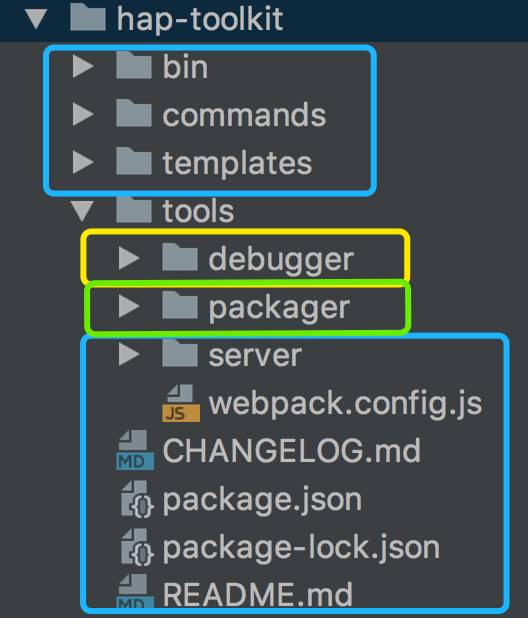 hap-toolkit
bin
commands
templates
tools
debugger
packager
server
JS webpack.config.js
MD CHANGELOG.md
{} package.json
{} package-lock.json
MD README.md